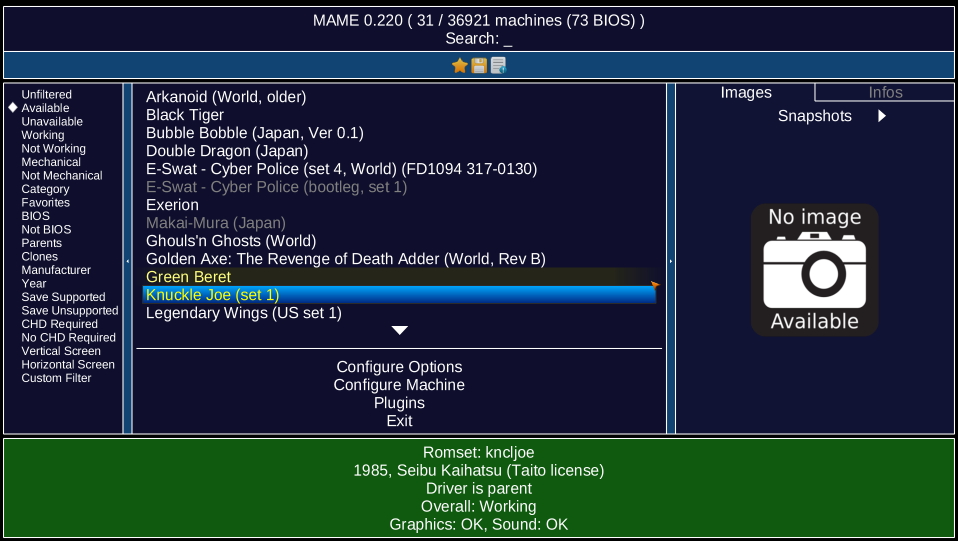 MAME 0.220 ( 31 / 36921 machines (73 BIOS) )
Search: _
Unfiltered
Available
Unavailable
Working
Not Working
Mechanical
Not Mechanical
Category
Favorites
BIOS
Not BIOS
Parents
Clones
Manufacturer
Year
Save Supported
Save Unsupported
CHD Required
No CHD Required
Vertical Screen
Horizontal Screen
Custom Filter
Arkanoid (World, older)
Black Tiger
Bubble Bobble (Japan, Ver 0.1)
Double Dragon (Japan)
E-Swat - Cyber Police (set 4, World) (FD1094 317-0130)
E-Swat - Cyber Police (bootleg, set 1)
Exerion
Makai-Mura (Japan)
Ghouls'n Ghosts (World)
Golden Axe: The Revenge of Death Adder (World, Rev B)
Green Beret
Knuckle Joe (set 1)
Legendary Wings (US set 1)
Configure Options
Configure Machine
Plugins
Exit
Images
Infos
Snapshots
No image
Available
Romset: kncljoe
1985, Seibu Kaihatsu (Taito license)
Driver is parent
Overall: Working
Graphics: OK, Sound: OK